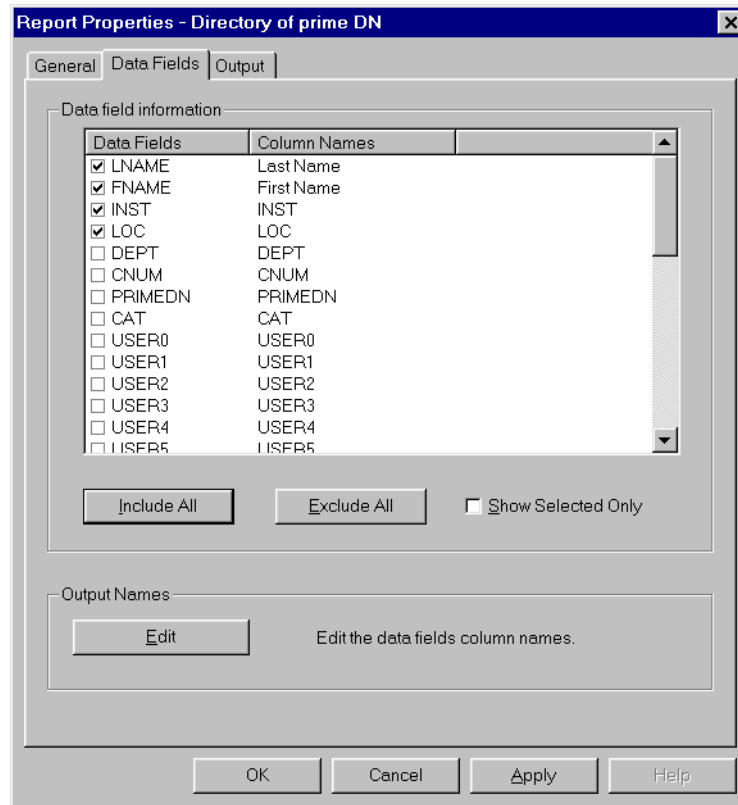 Report Properties - Directory of prime DN
General Data Fields Output
Data field information
Data Fields Column Names
LNAME Last Name
FNAME First Name
INST INST
LOC LOC
DEPT DEPT
CNUM CNUM
PRIMEDN PRIMEDN
CAT CAT
USER0 USER0
USER1 USER1
USER2 USER2
USER3 USER3
USER4 USER4
USER5 USER5
Include All Exclude All Show Selected Only
Output Names
Edit Edit the data fields column names.
OK Cancel Apply Help